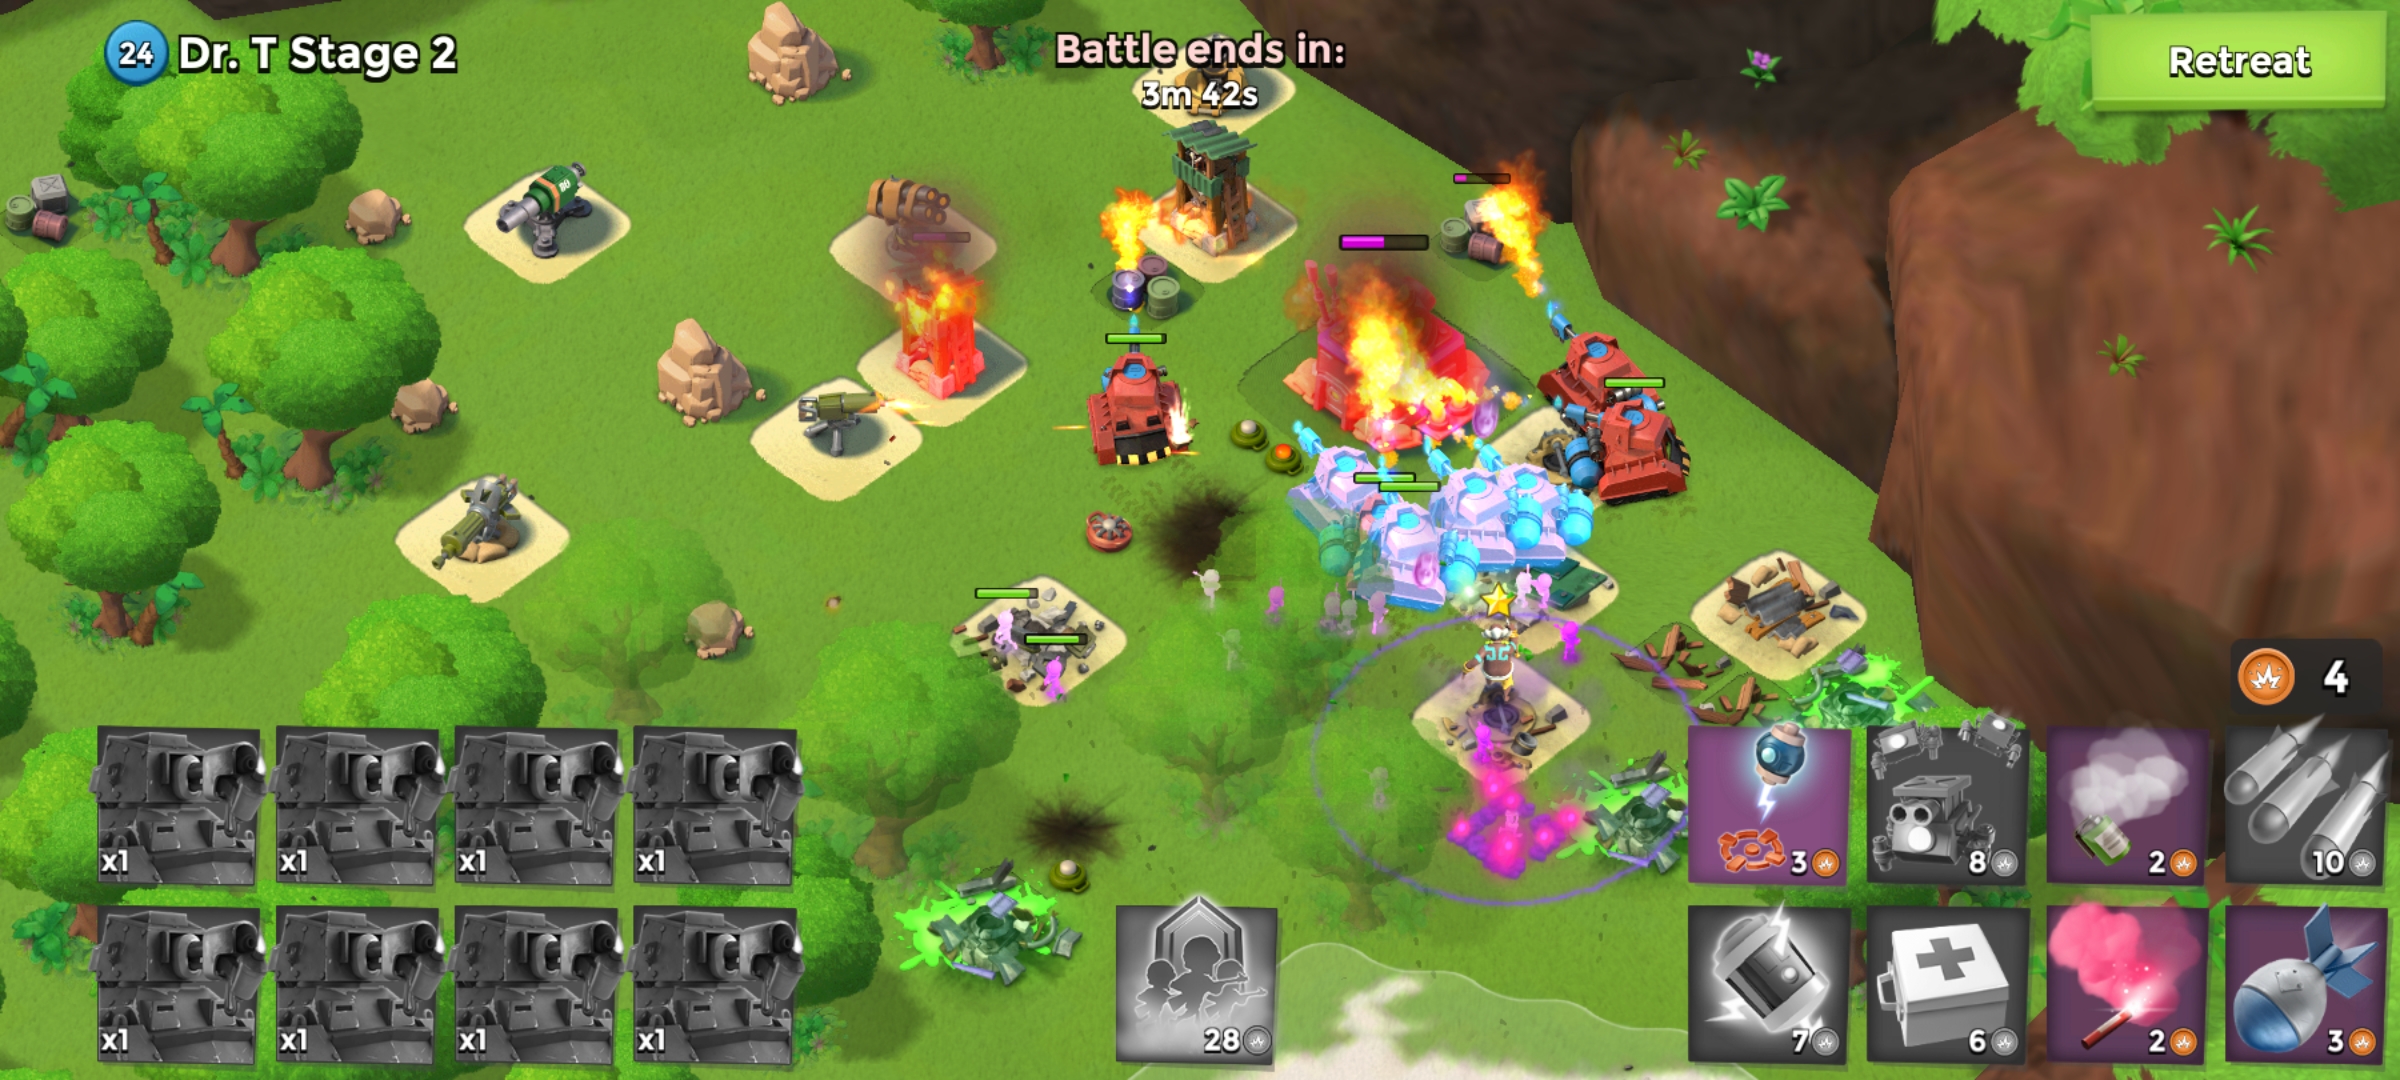 24 Dr. T Stage 2
Battle ends in:
3m 42s
Retreat
4
x1 x1 x1 x1
3 8 2 10
x1 x1 x1 x1
28
7 6 2 3